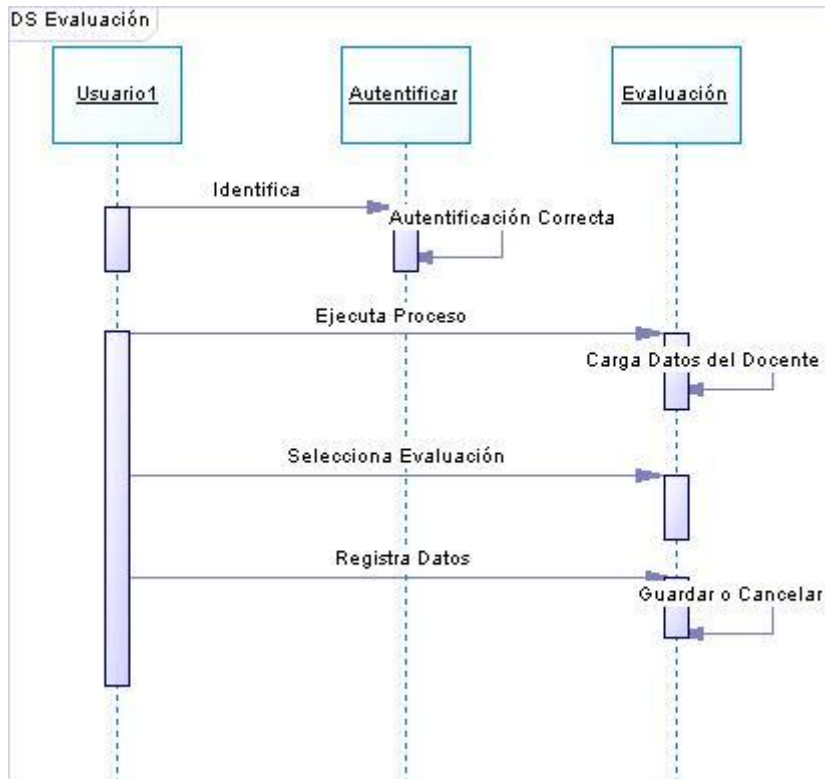 DS Evaluación
Usuario1
Autentificar
Evaluación
Identifica
Autentificación Correcta
Ejecuta Proceso
Carga Datos del Docente
Selecciona Evaluación
Registra Datos
Guardar o Cancelar